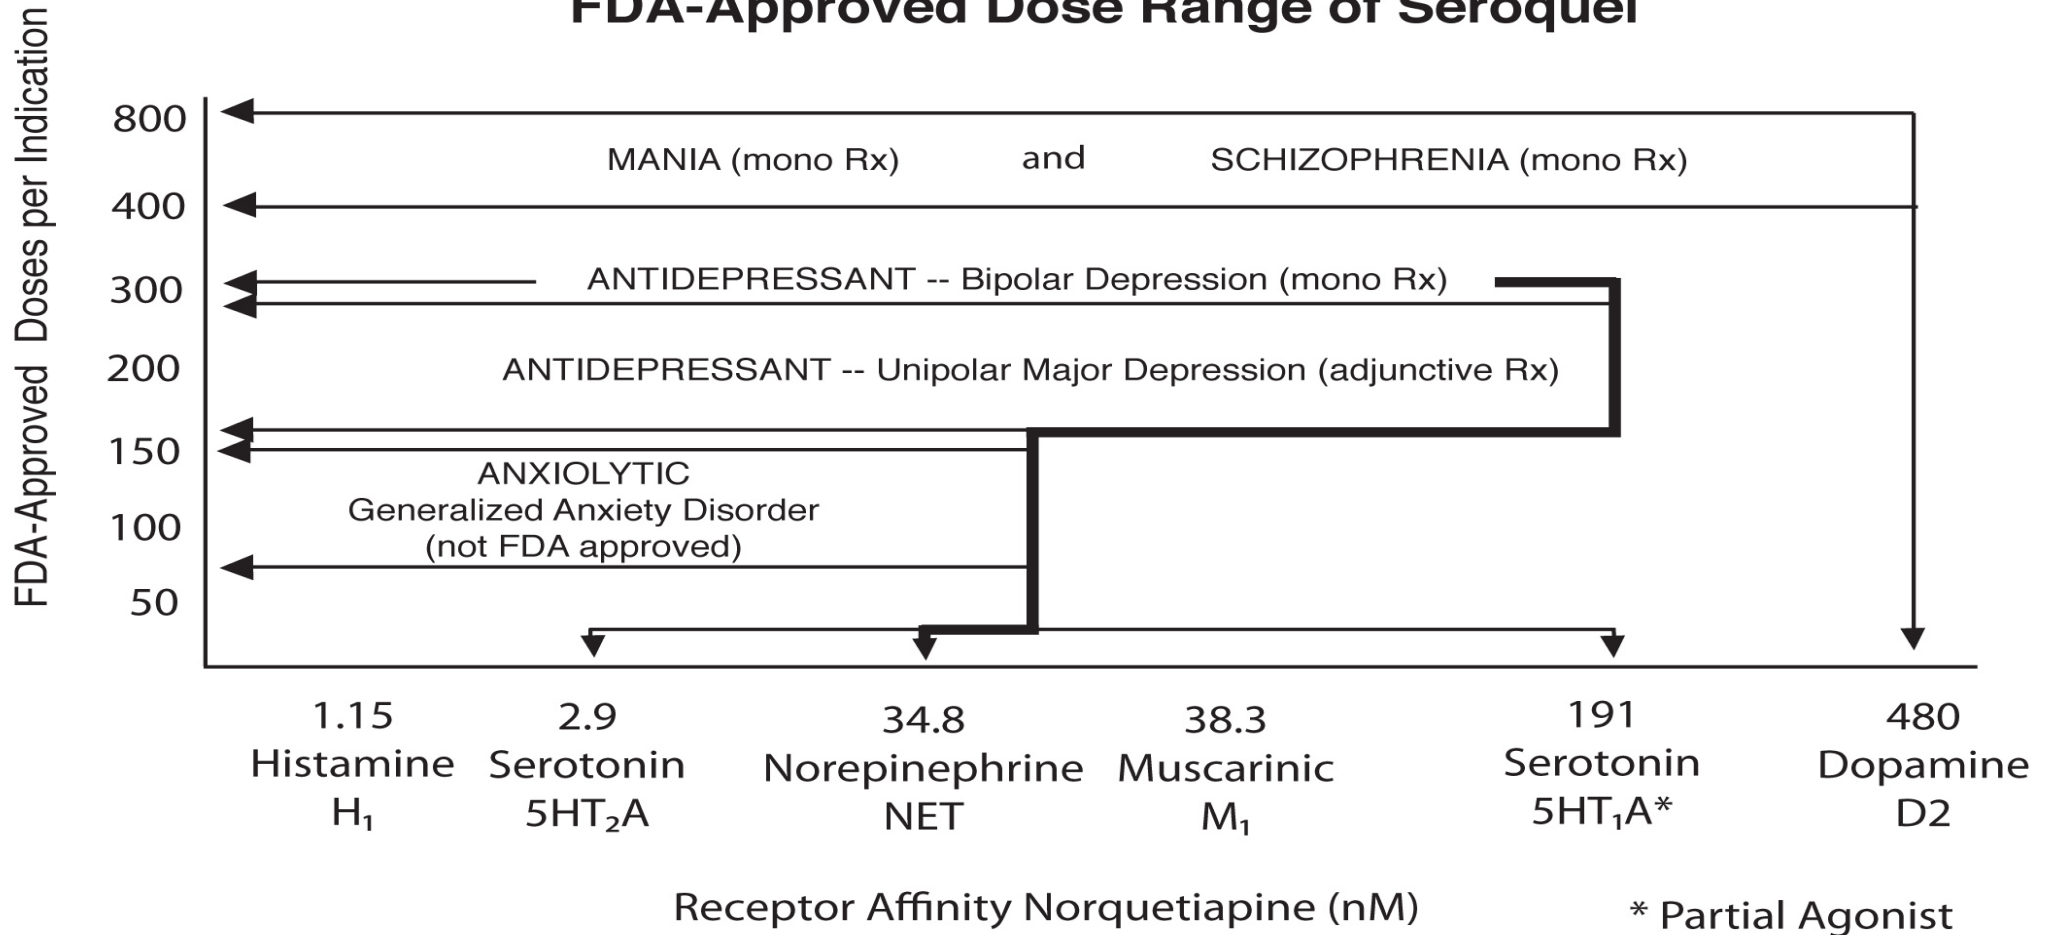 FDA-Approved Dose Range of Seroquel
FDA-Approved Doses per Indication
800
MANIA (mono Rx) and SCHIZOPHRENIA (mono Rx)
400
300
ANTIDEPRESSANT -- Bipolar Depression (mono Rx)
200
ANTIDEPRESSANT -- Unipolar Major Depression (adjunctive Rx)
150
ANXIOLYTIC
Generalized Anxiety Disorder
100
(not FDA approved)
50
1.15 2.9 34.8 38.3 191 480
Histamine Serotonin Norepinephrine Muscarinic Serotonin Dopamine
H₁ 5HT₂A NET M₁ 5HT₁A* D2
Receptor Affinity Norquetiapine (nM)
* Partial Agonist